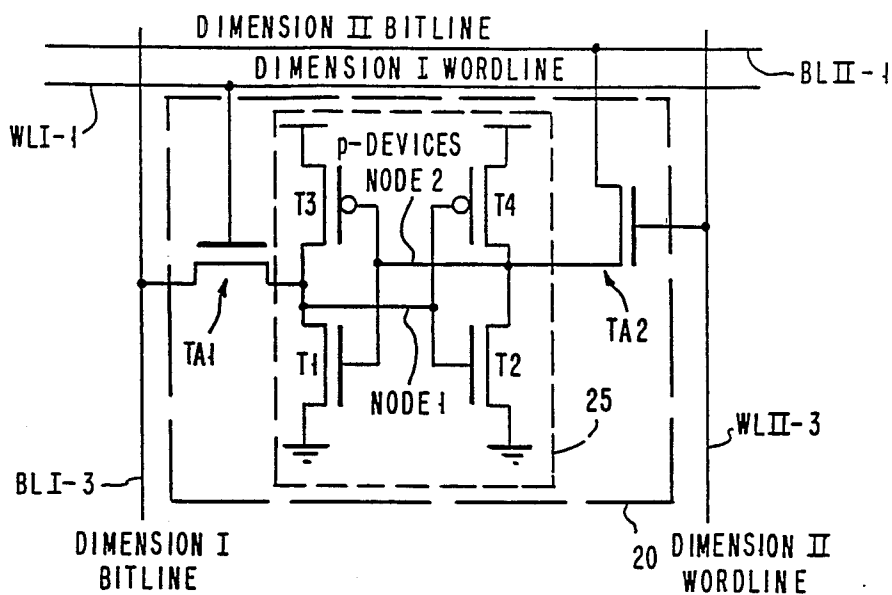 DIMENSION II BITLINE
DIMENSION I WORDLINE
BLII-1
WLI-1
p-DEVICES
NODE 2
T3
T4
TA1
TA2
T1
T2
NODE 1
25
WLII-3
BLI-3
20
DIMENSION I
BITLINE
DIMENSION II
WORDLINE